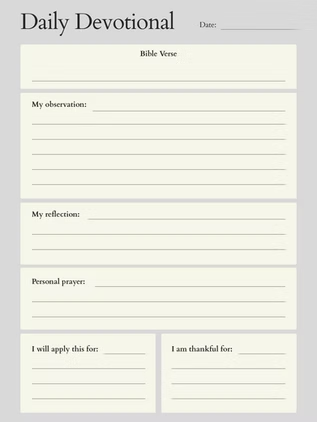 Daily Devotional
Date:
Bible Verse
My observation:
My reflection:
Personal prayer:
I will apply this for:
I am thankful for: